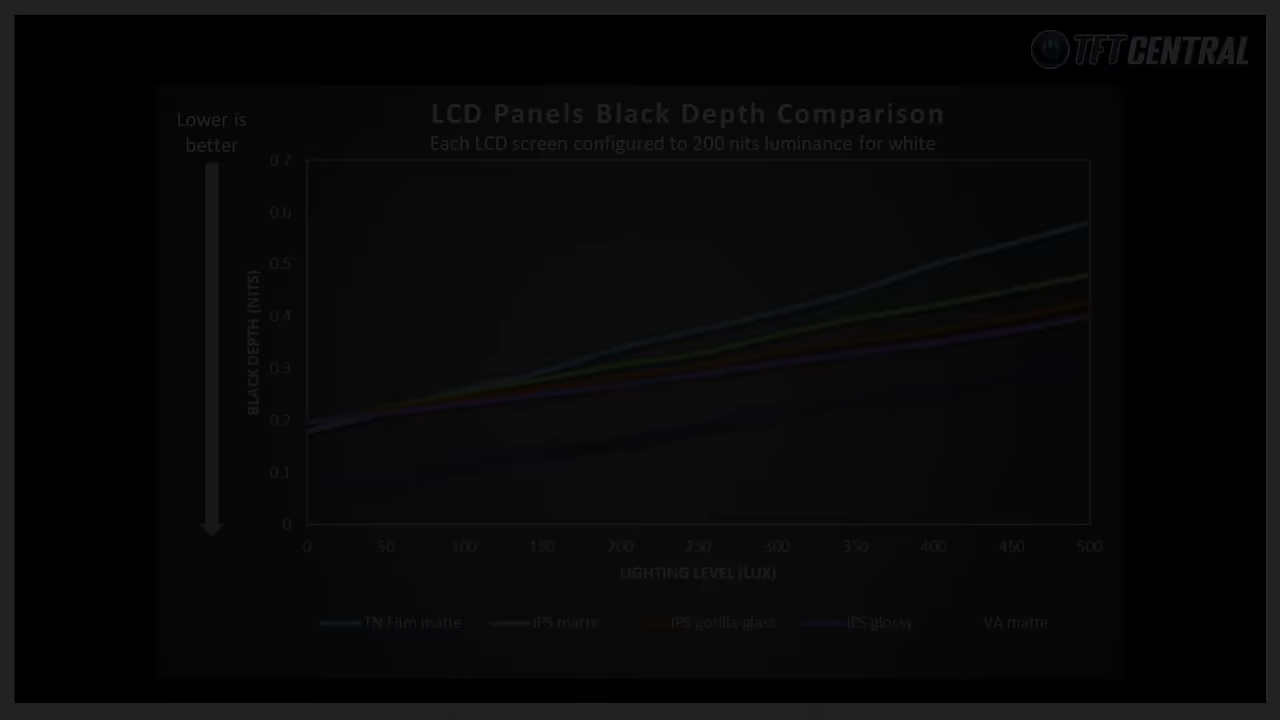 TFTCENTRAL
LCD Panels Black Depth Comparison
Each LCD screen configured to 200 nits luminance for white
Lower is
better
BLACK DEPTH (NITS)
0.7
0.6
0.5
0.4
0.3
0.2
0.1
0
0 50 100 150 200 250 300 350 400 450 500
LIGHTING LEVEL (LUX)
TN Film matte IPS matte IPS gorilla glass IPS glossy VA matte